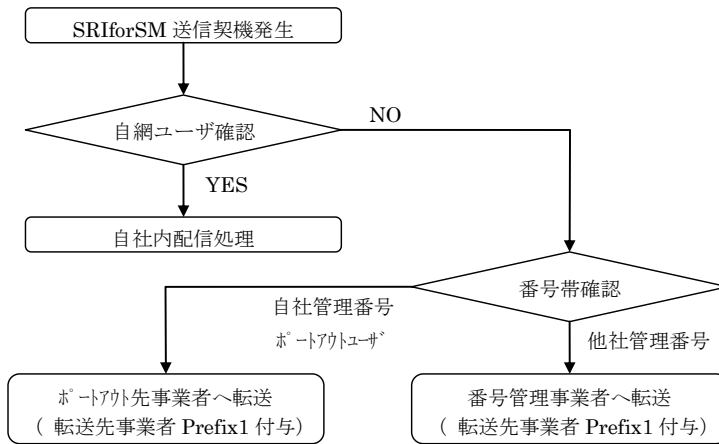 SRIforSM 送信契機発生
自網ユーザ確認
NO
YES
自社内配信処理
番号帯確認
自社管理番号
ﾎﾟｰﾄｱｳﾄﾕｰｻﾞ
他社管理番号
ﾎﾟｰﾄｱｳﾄ先事業者へ転送
( 転送先事業者 Prefix1 付与)
番号管理事業者へ転送
( 転送先事業者 Prefix1 付与)